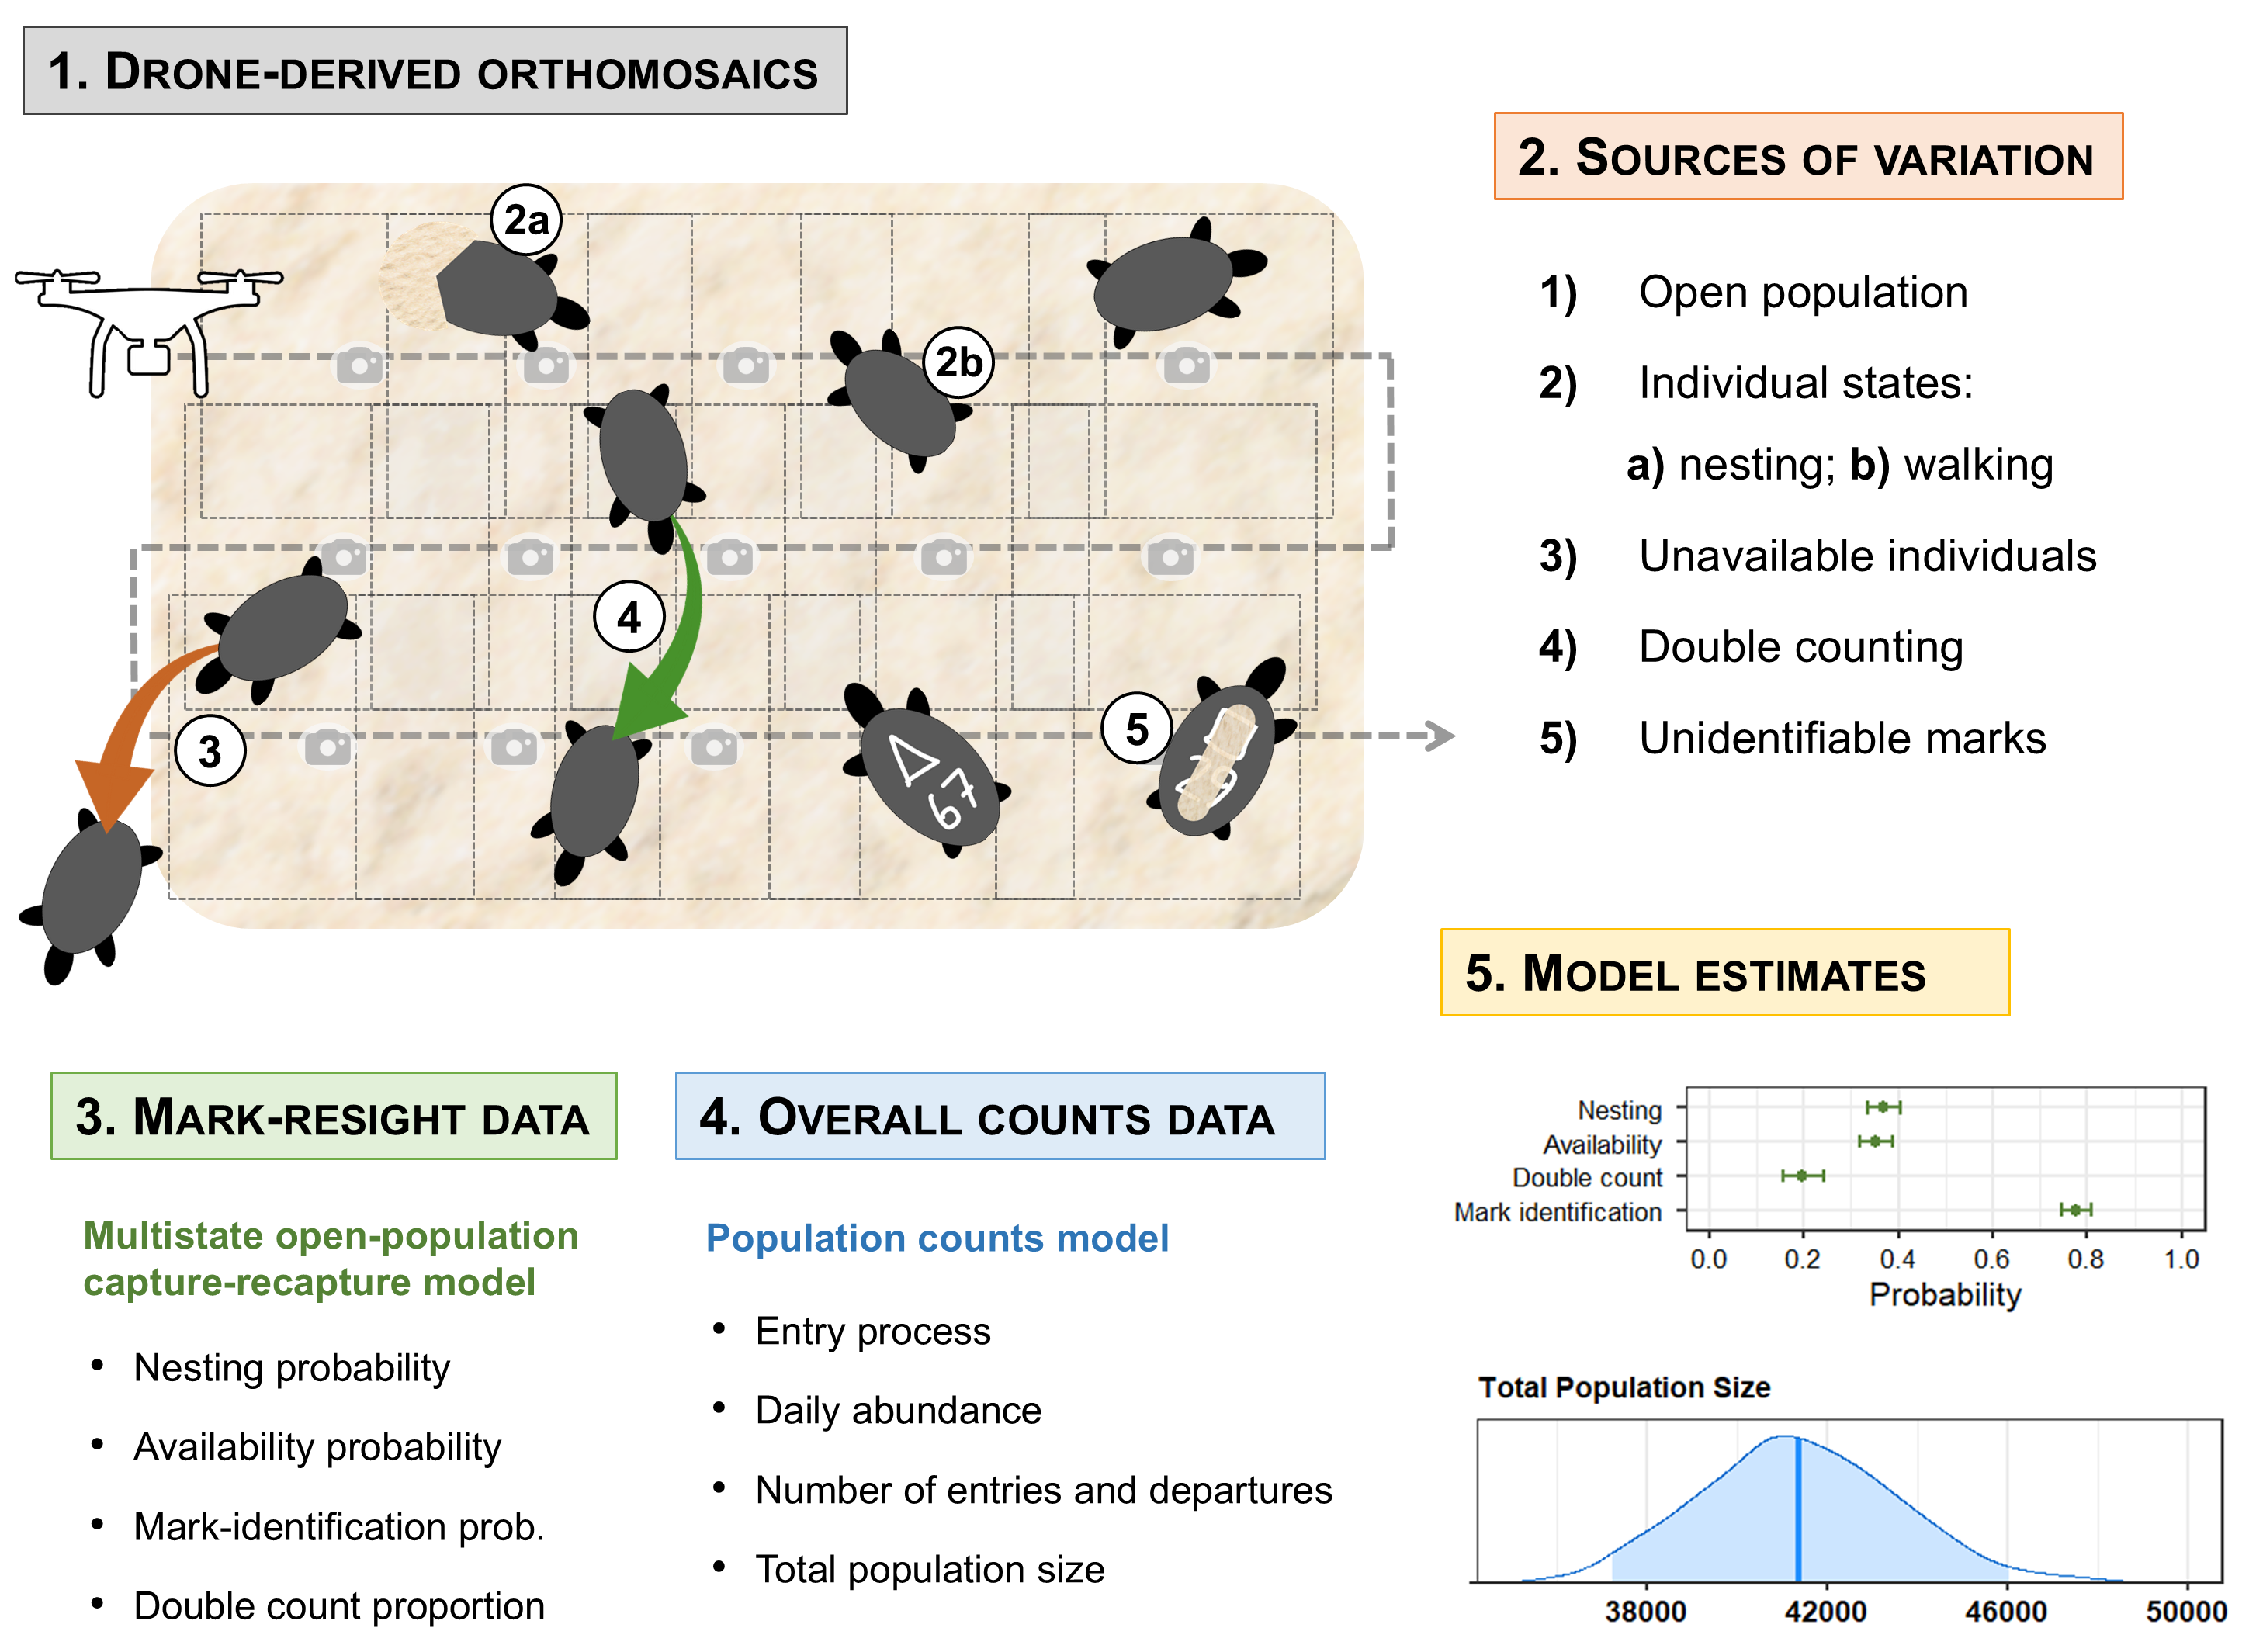 1. DRONE-DERIVED ORTHOMOSAICS
2a
2b
4
3
5
67
2. SOURCES OF VARIATION
1) Open population
2) Individual states:
a) nesting; b) walking
3) Unavailable individuals
4) Double counting
5) Unidentifiable marks
3. MARK-RESIGHT DATA
Multistate open-population
capture-recapture model
• Nesting probability
• Availability probability
• Mark-identification prob.
• Double count proportion
4. OVERALL COUNTS DATA
Population counts model
• Entry process
• Daily abundance
• Number of entries and departures
• Total population size
5. MODEL ESTIMATES
Nesting
Availability
Double count
Mark identification
0.0 0.2 0.4 0.6 0.8 1.0
Probability
Total Population Size
38000 42000 46000 50000